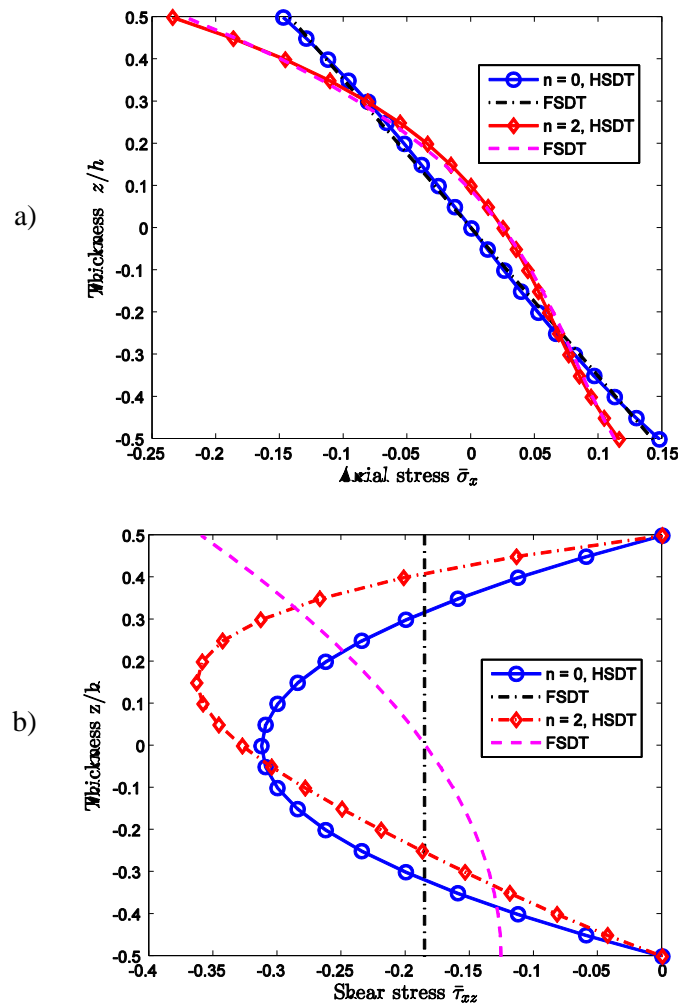 a)
0.5
0.4
0.3
0.2
0.1
0
-0.1
-0.2
-0.3
-0.4
-0.5
z/h
n = 0, HSDT
FSDT
n = 2, HSDT
FSDT
-0.25 -0.2 -0.15 -0.1 -0.05 0 0.05 0.1 0.15
Axial stress σ̄x
b)
0.5
0.4
0.3
0.2
0.1
0
-0.1
-0.2
-0.3
-0.4
-0.5
n = 0, HSDT
FSDT
n = 2, HSDT
FSDT
-0.4 -0.35 -0.3 -0.25 -0.2 -0.15 -0.1 -0.05 0
stress τ̄xz